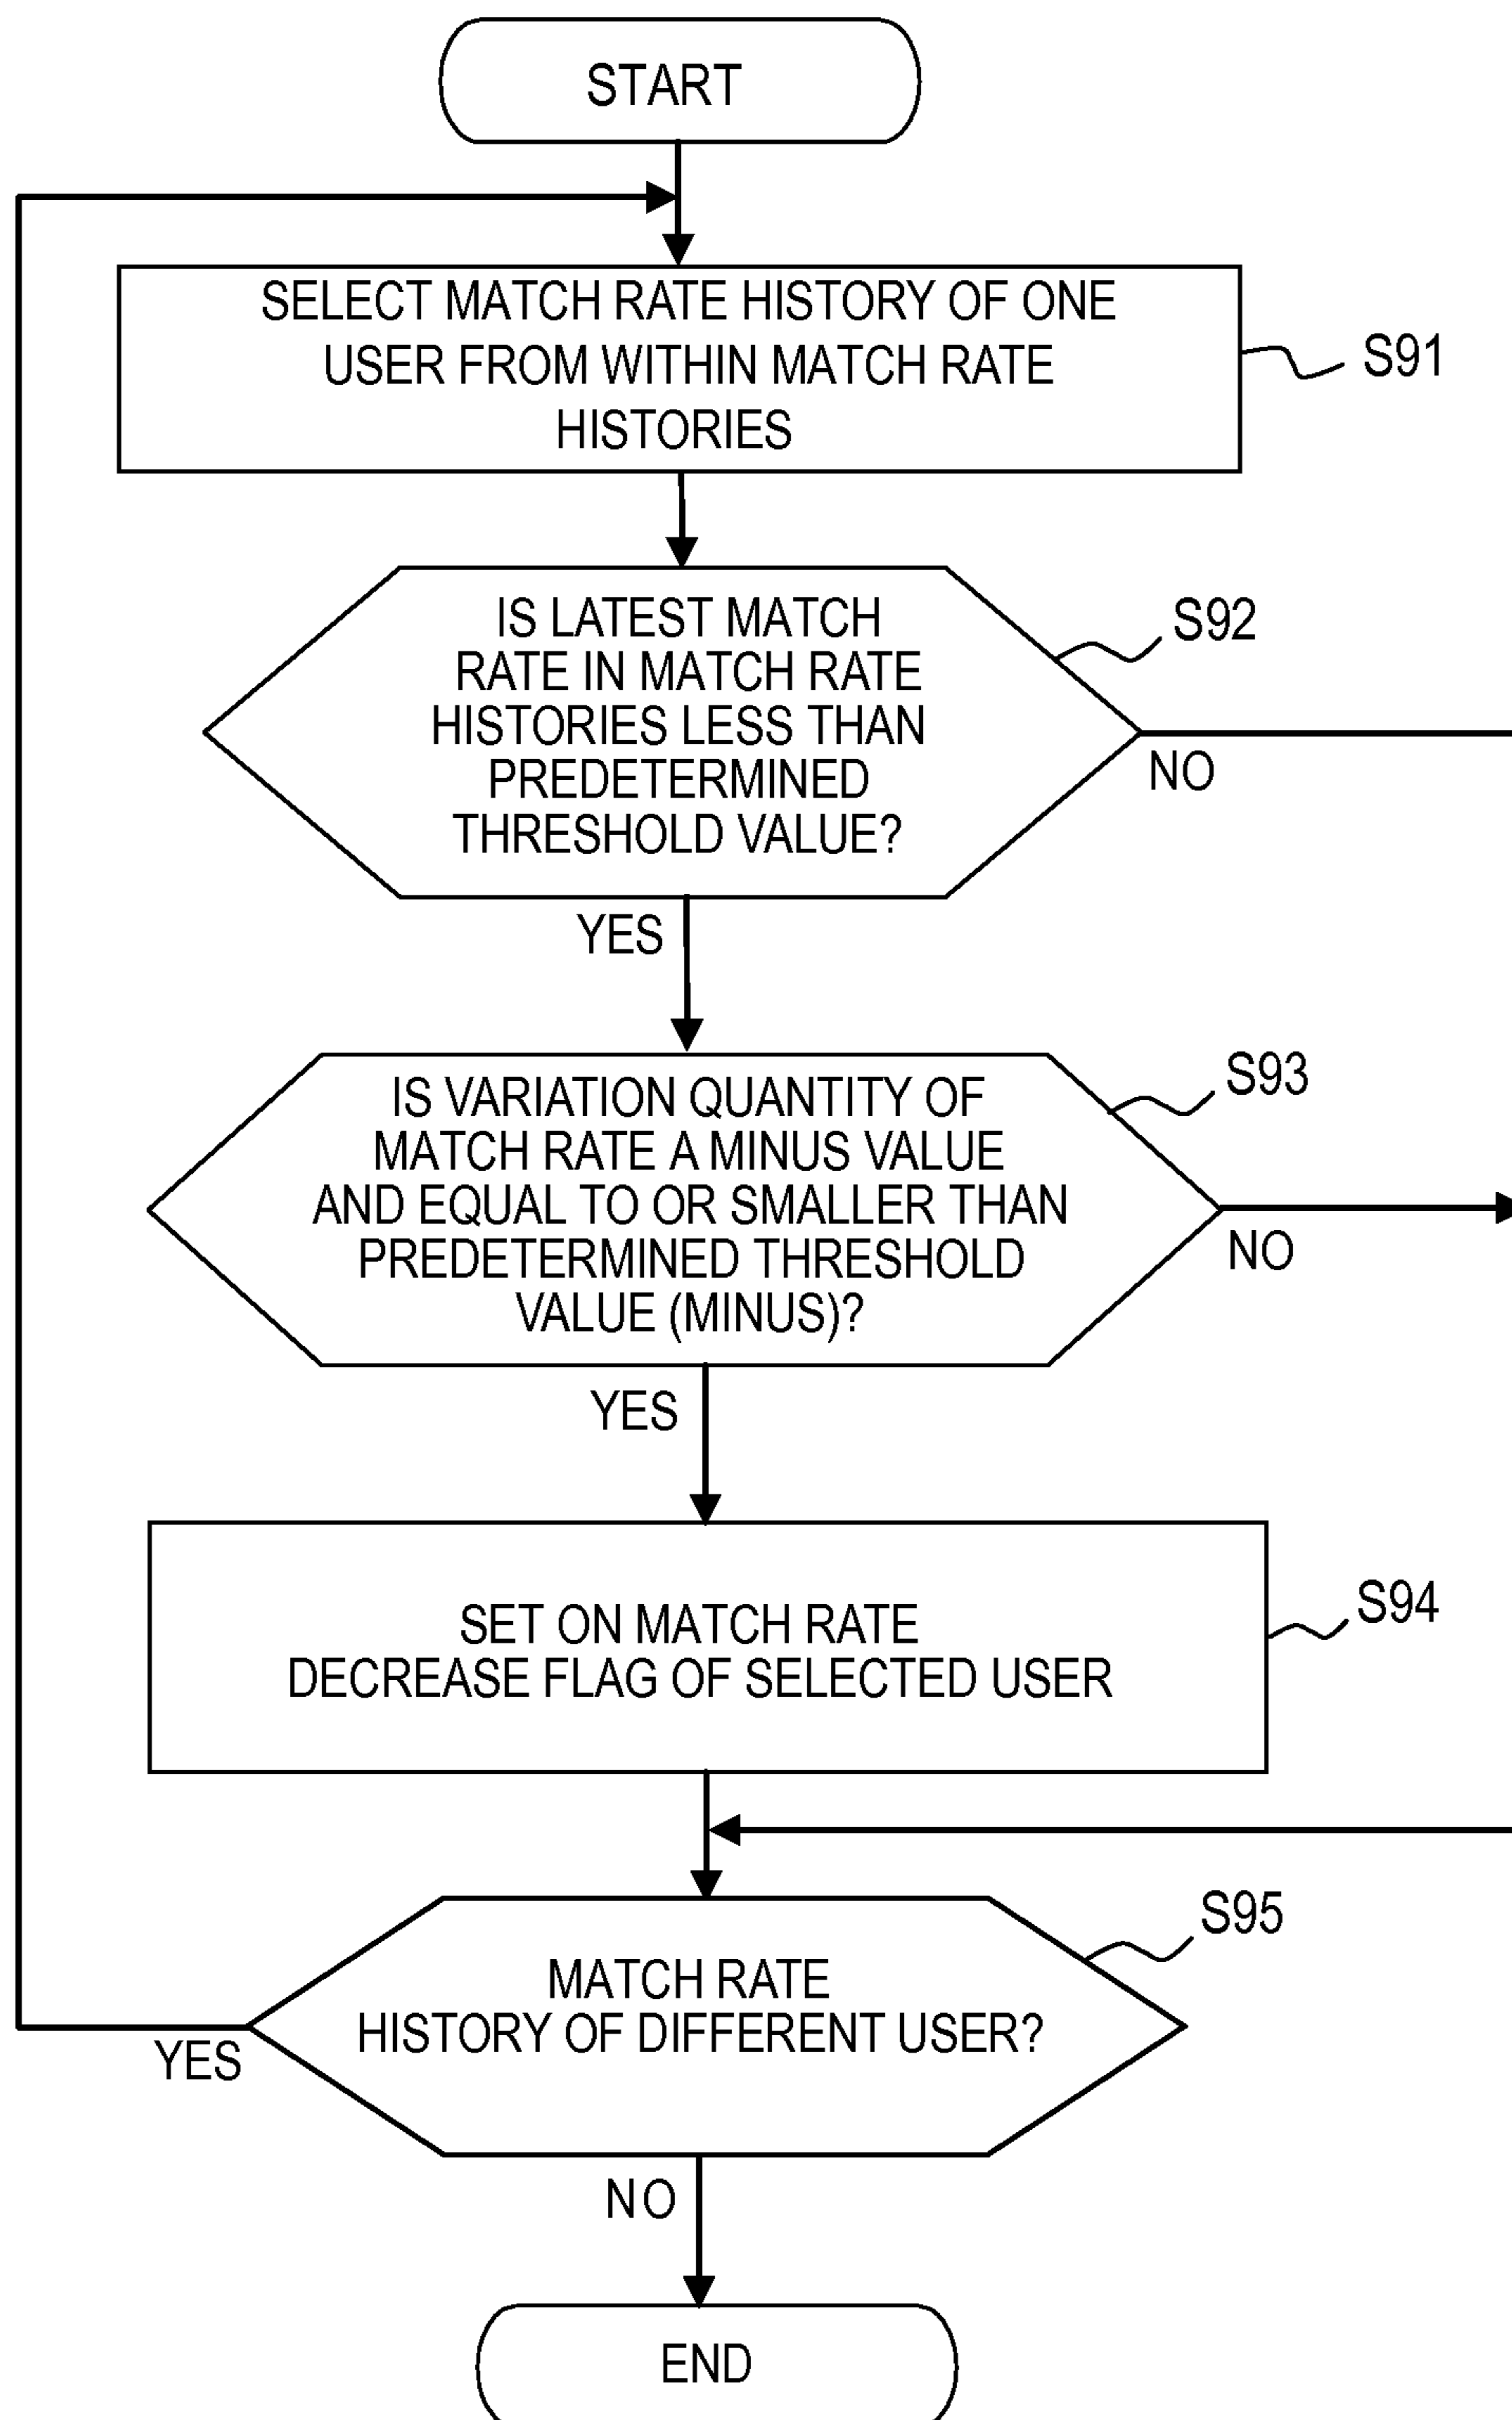 START
SELECT MATCH RATE HISTORY OF ONE
USER FROM WITHIN MATCH RATE
HISTORIES
S91
IS LATEST MATCH
RATE IN MATCH RATE
HISTORIES LESS THAN
PREDETERMINED
THRESHOLD VALUE?
S92
NO
YES
IS VARIATION QUANTITY OF
MATCH RATE A MINUS VALUE
AND EQUAL TO OR SMALLER THAN
PREDETERMINED THRESHOLD
VALUE (MINUS)?
S93
NO
YES
SET ON MATCH RATE
DECREASE FLAG OF SELECTED USER
S94
MATCH RATE
HISTORY OF DIFFERENT USER?
S95
YES
NO
END